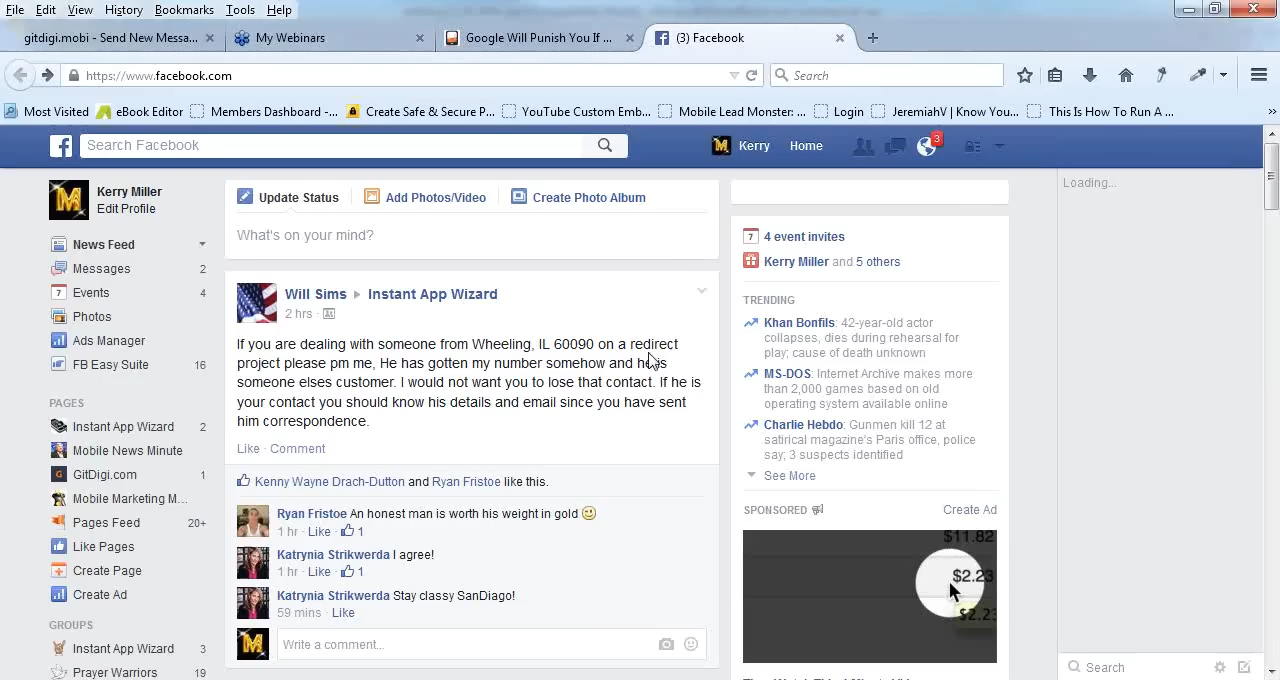 File Edit View History Bookmarks Tools Help
gitdigi.mobi - Send New Messa... My Webinars Google Will Punish You If ... (3) Facebook
https://www.facebook.com Search
Most Visited eBook Editor Members Dashboard -... Create Safe & Secure P... YouTube Custom Emb... Mobile Lead Monster: ... Login JeremiahV | Know You... This Is How To Run A ...
Search Facebook Kerry Home 3
Kerry Miller
Edit Profile
News Feed
Messages 2
Events 4
Photos
Ads Manager
FB Easy Suite 16
PAGES
Instant App Wizard 2
Mobile News Minute
GitDigi.com 1
Mobile Marketing M...
Pages Feed 20+
Like Pages
Create Page
Create Ad
GROUPS
Instant App Wizard 3
Prayer Warriors 19
Update Status Add Photos/Video Create Photo Album
What's on your mind?
Will Sims Instant App Wizard
2 hrs ·
If you are dealing with someone from Wheeling, IL 60090 on a redirect
project please pm me, He has gotten my number somehow and he is
someone elses customer. I would not want you to lose that contact. If he is
your contact you should know his details and email since you have sent
him correspondence.
Like · Comment
Kenny Wayne Drach-Dutton and Ryan Fristoe like this.
Ryan Fristoe An honest man is worth his weight in gold
1 hr · Like · 1
Katrynia Strikwerda I agree!
1 hr · Like · 1
Katrynia Strikwerda Stay classy SanDiago!
59 mins · Like
Write a comment...
7 4 event invites
Kerry Miller and 5 others
TRENDING
Khan Bonfils: 42-year-old actor
collapses, dies during rehearsal for
play; cause of death unknown
MS-DOS: Internet Archive makes more
than 2,000 games based on old
operating system available online
Charlie Hebdo: Gunmen kill 12 at
satirical magazine's Paris office, police
say; 3 suspects identified
See More
SPONSORED Create Ad
$11.82
$2.23
Loading...
Search